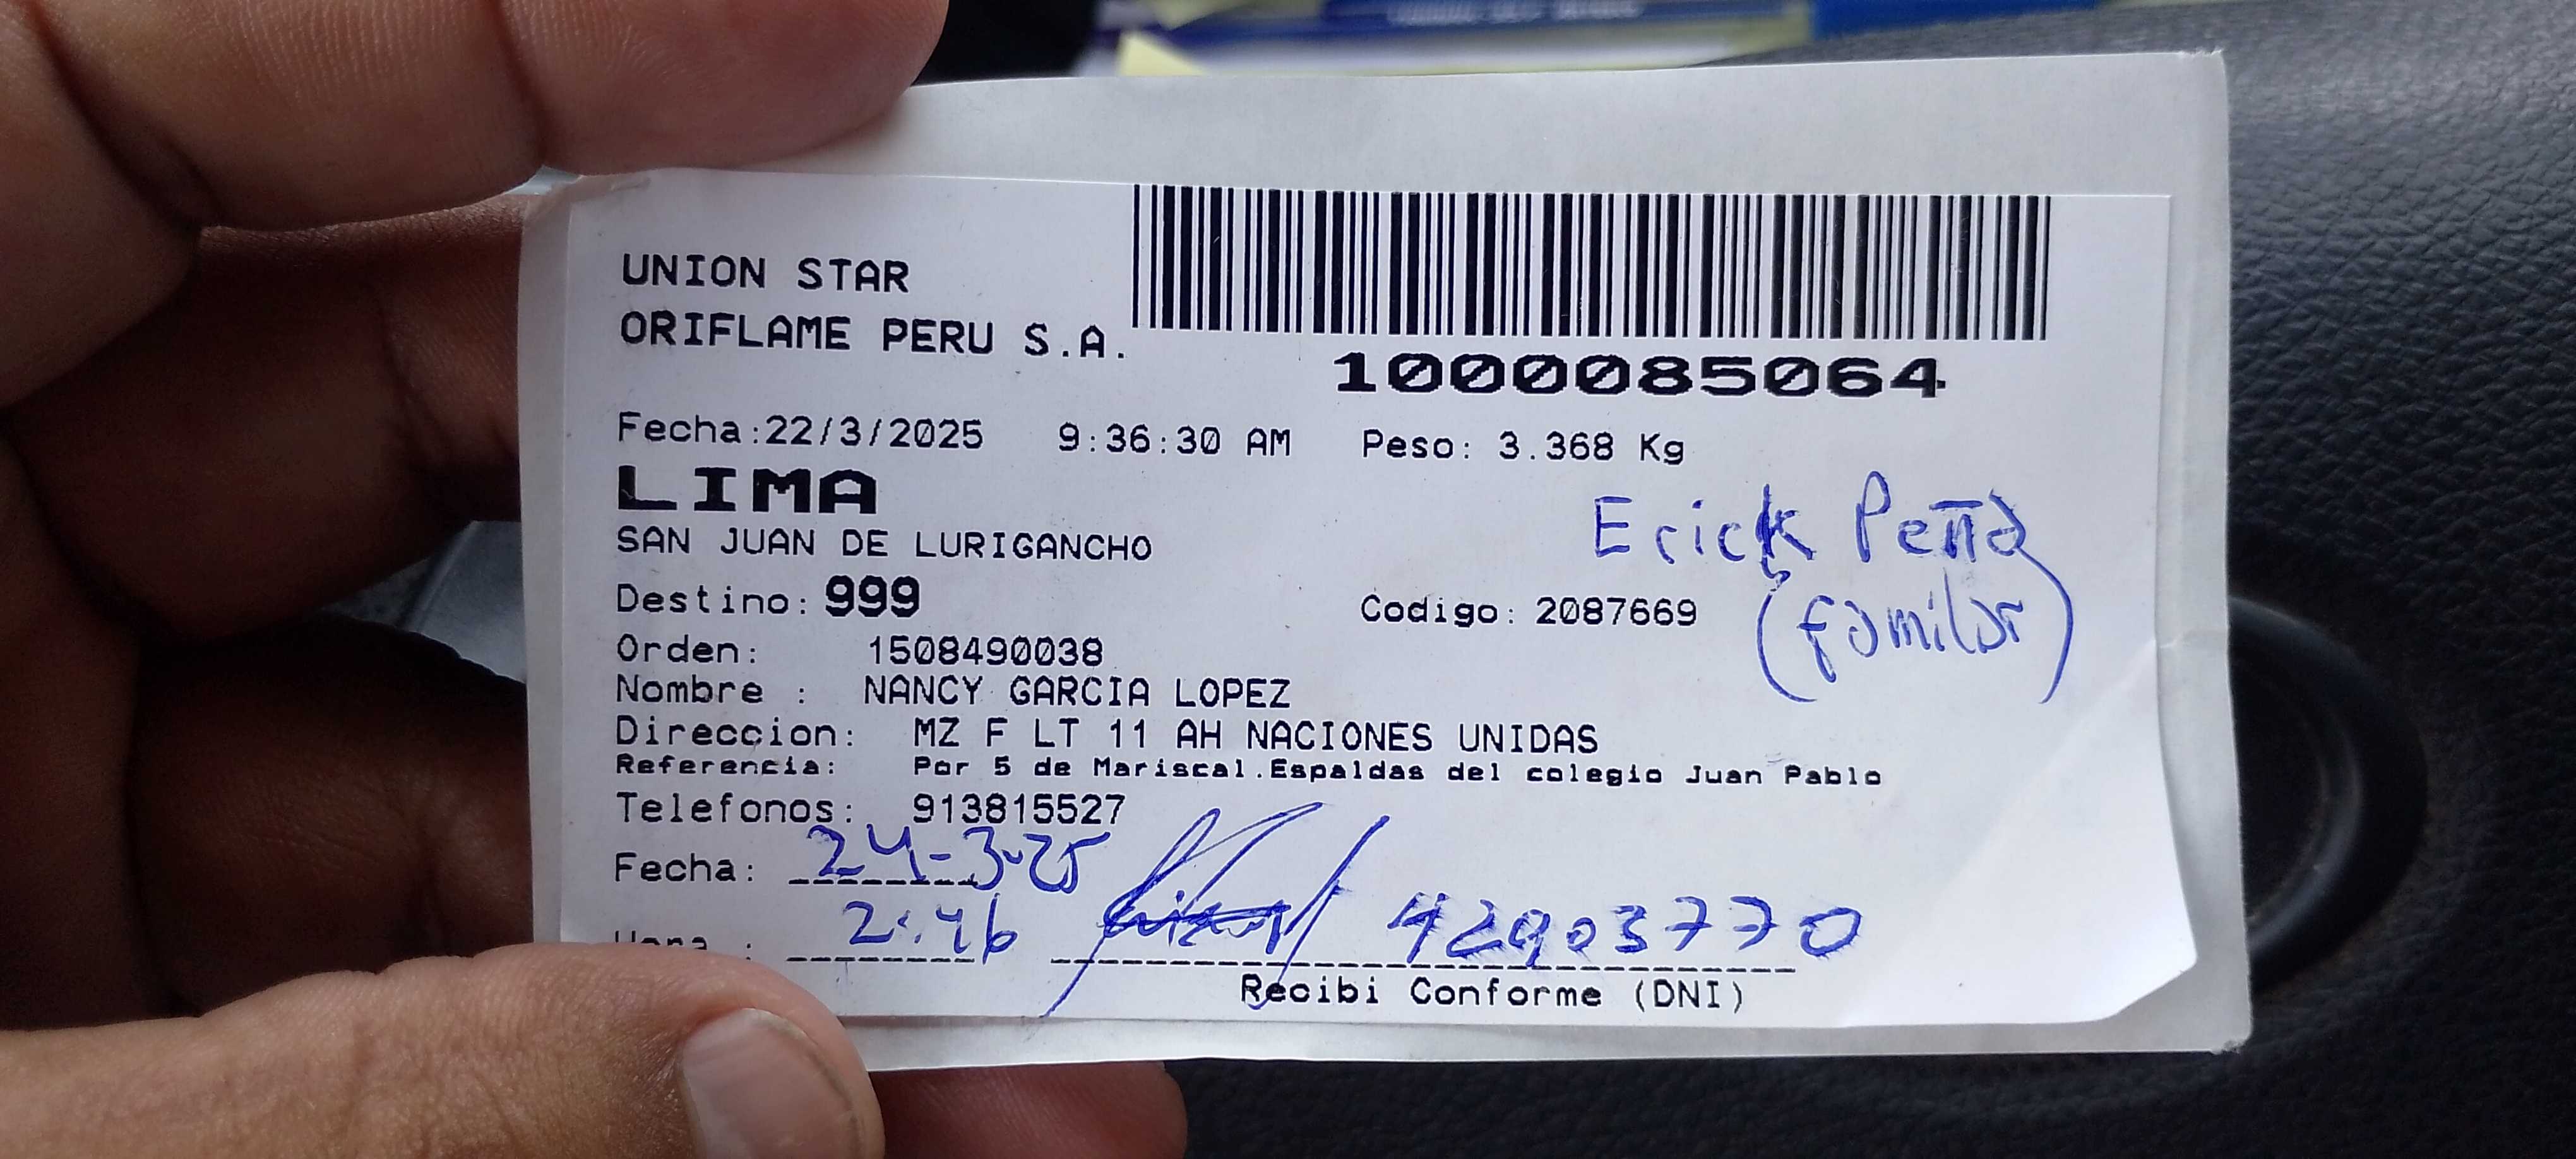 UNION STAR
ORIFLAME PERU S.A.
1000085064
Fecha:22/3/2025 9:36:30 AM Peso: 3.368 Kg
LIMA
SAN JUAN DE LURIGANCHO
Erick Peña
(familiar)
Destino: 999 Codigo: 2087669
Orden: 1508490038
Nombre : NANCY GARCIA LOPEZ
Direccion: MZ F LT 11 AH NACIONES UNIDAS
Referencia: Por 5 de Mariscal.Espaldas del colegio Juan Pablo
Telefonos: 913815527
Fecha: 24-3-25
Hora : 2:46 42903770
Recibi Conforme (DNI)